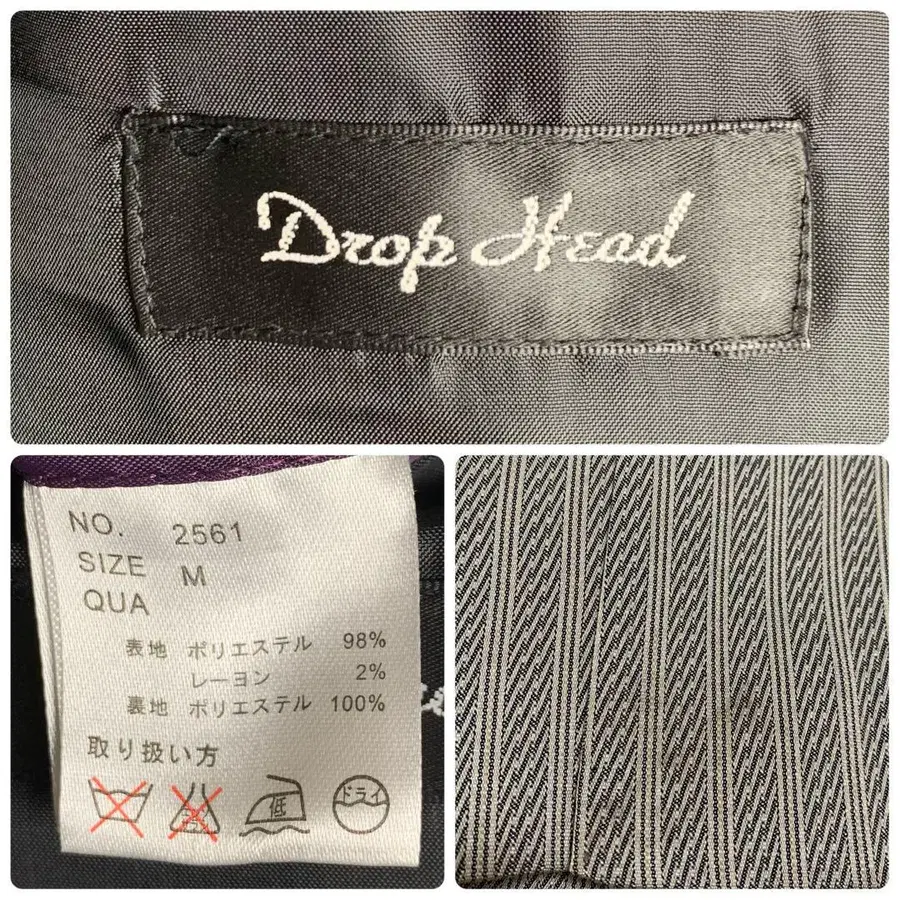 Drop Head
NO. 2561
SIZE M
QUA
表地 ポリエステル 98%
レーヨン 2%
裏地 ポリエステル 100%
取り扱い方
低 ドライ